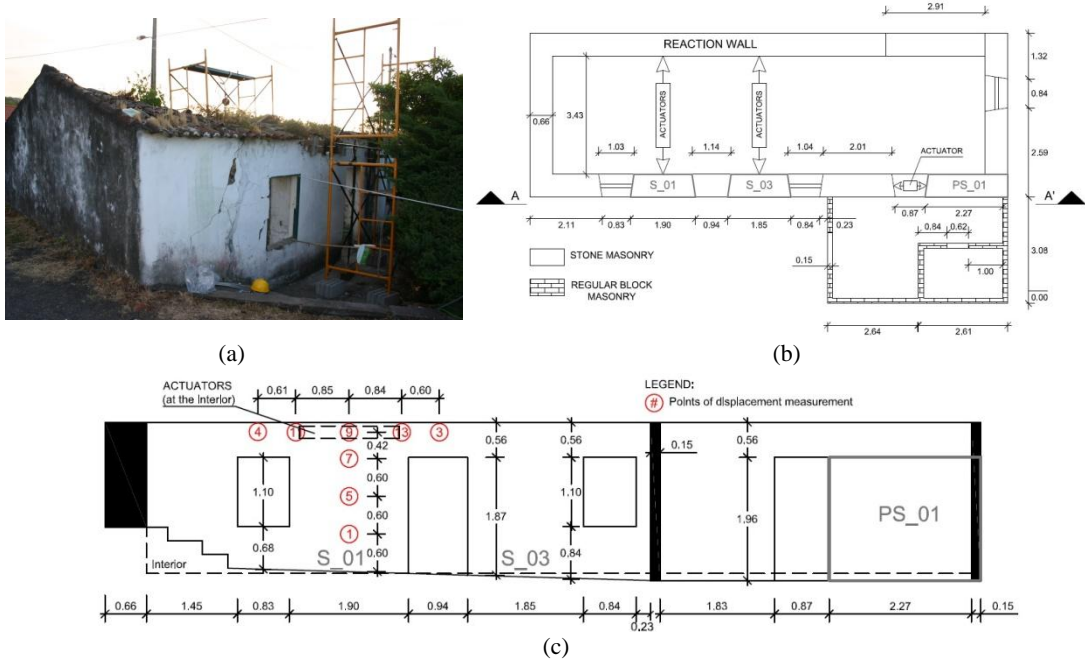 2.91
REACTION WALL
1.32
ACTUATORS
ACTUATORS
0.84
3.43
0.66
2.59
1.03
1.14
1.04
2.01
ACTUATOR
S_01
S_03
PS_01
A
A'
0.87
2.27
2.11
0.83
1.90
0.94
1.85
0.84
0.23
0.84
0.62
3.08
STONE MASONRY
0.15
1.00
REGULAR BLOCK
MASONRY
0.00
2.64
2.61
(a)
(b)
ACTUATORS
(at the Interior)
0.61
0.85
0.84
0.60
LEGEND:
# Points of displacement measurement
4
11
9
13
3
0.42
0.56
0.56
0.15
0.56
7
0.60
1.10
5
1.87
1.10
1.96
PS_01
0.60
1
0.68
S_01
0.60
S_03
0.84
Interior
0.66
1.45
0.83
1.90
0.94
1.85
0.84
0.23
1.83
0.87
2.27
0.15
(c)